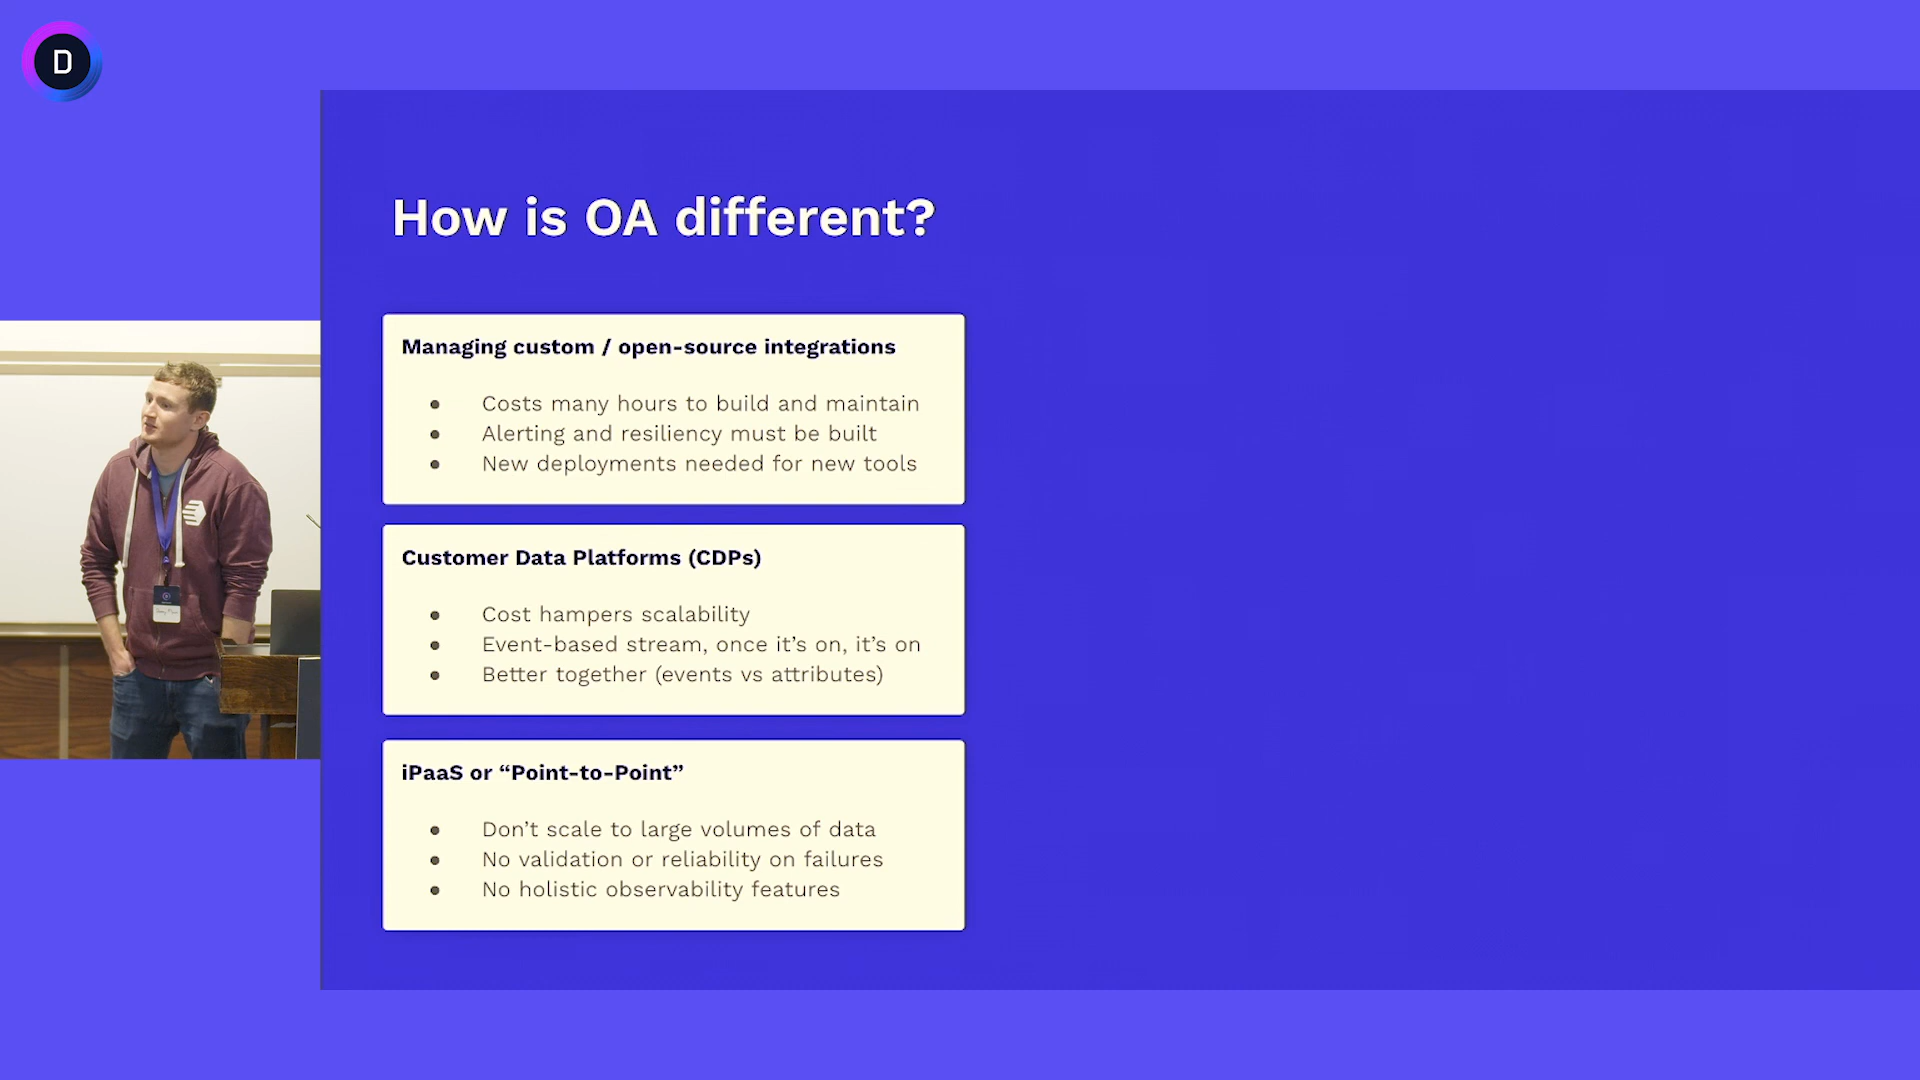 D
How is OA different?
Managing custom / open-source integrations
● Costs many hours to build and maintain
● Alerting and resiliency must be built
● New deployments needed for new tools
Customer Data Platforms (CDPs)
● Cost hampers scalability
● Event-based stream, once it’s on, it’s on
● Better together (events vs attributes)
iPaaS or “Point-to-Point”
● Don’t scale to large volumes of data
● No validation or reliability on failures
● No holistic observability features